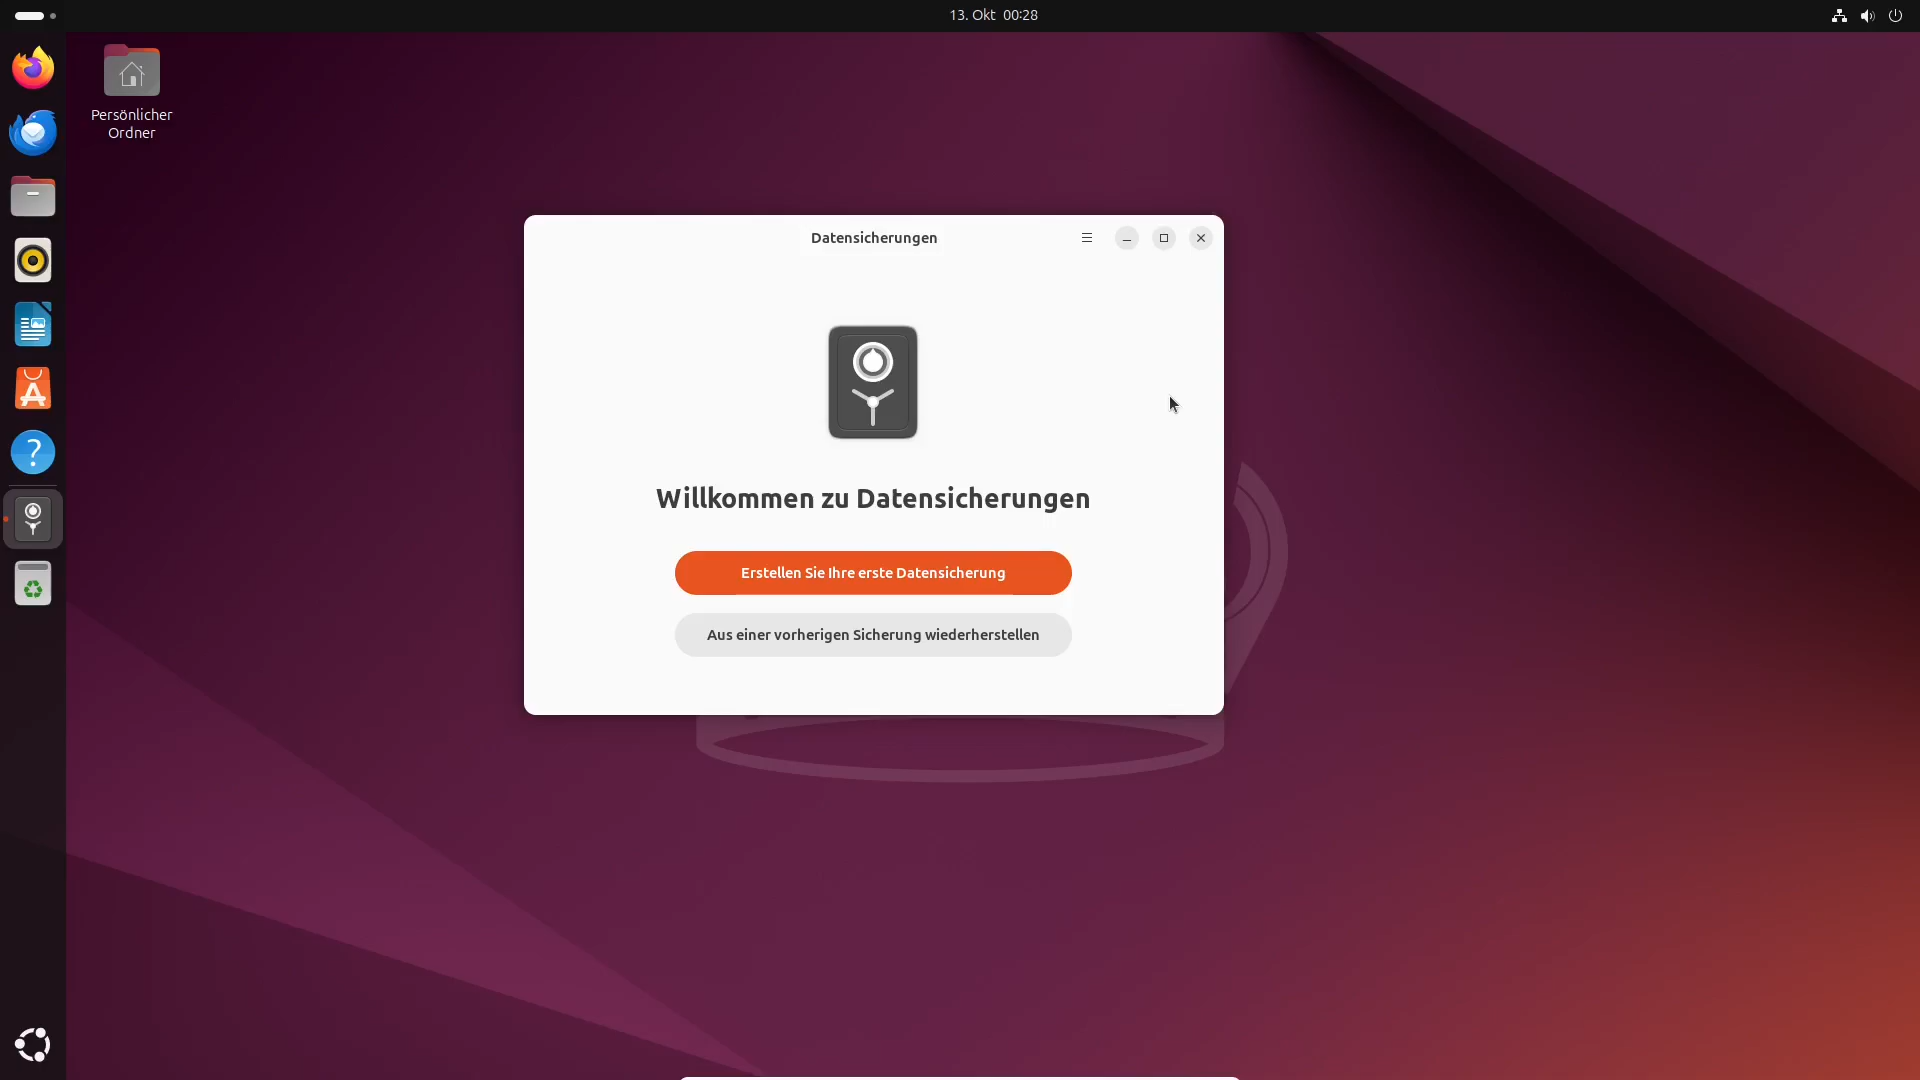 13. Okt 00:28
Persönlicher
Ordner
Datensicherungen
Willkommen zu Datensicherungen
Erstellen Sie Ihre erste Datensicherung
Aus einer vorherigen Sicherung wiederherstellen